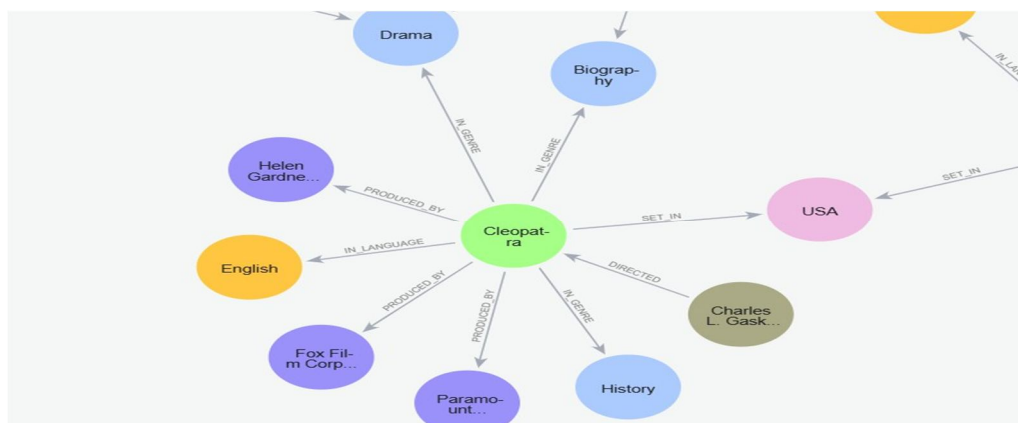 Drama
Biograp-
hy
IN_LAN
IN_GENRE
IN_GENRE
Helen
Gardne...
PRODUCED_BY
SET_IN
USA
SET_IN
Cleopat-
ra
IN_LANGUAGE
English
DIRECTED
PRODUCED_BY
PRODUCED_BY
IN_GENRE
Charles
L. Gask...
Fox Fil-
m Corp...
History
Paramo-
unt...